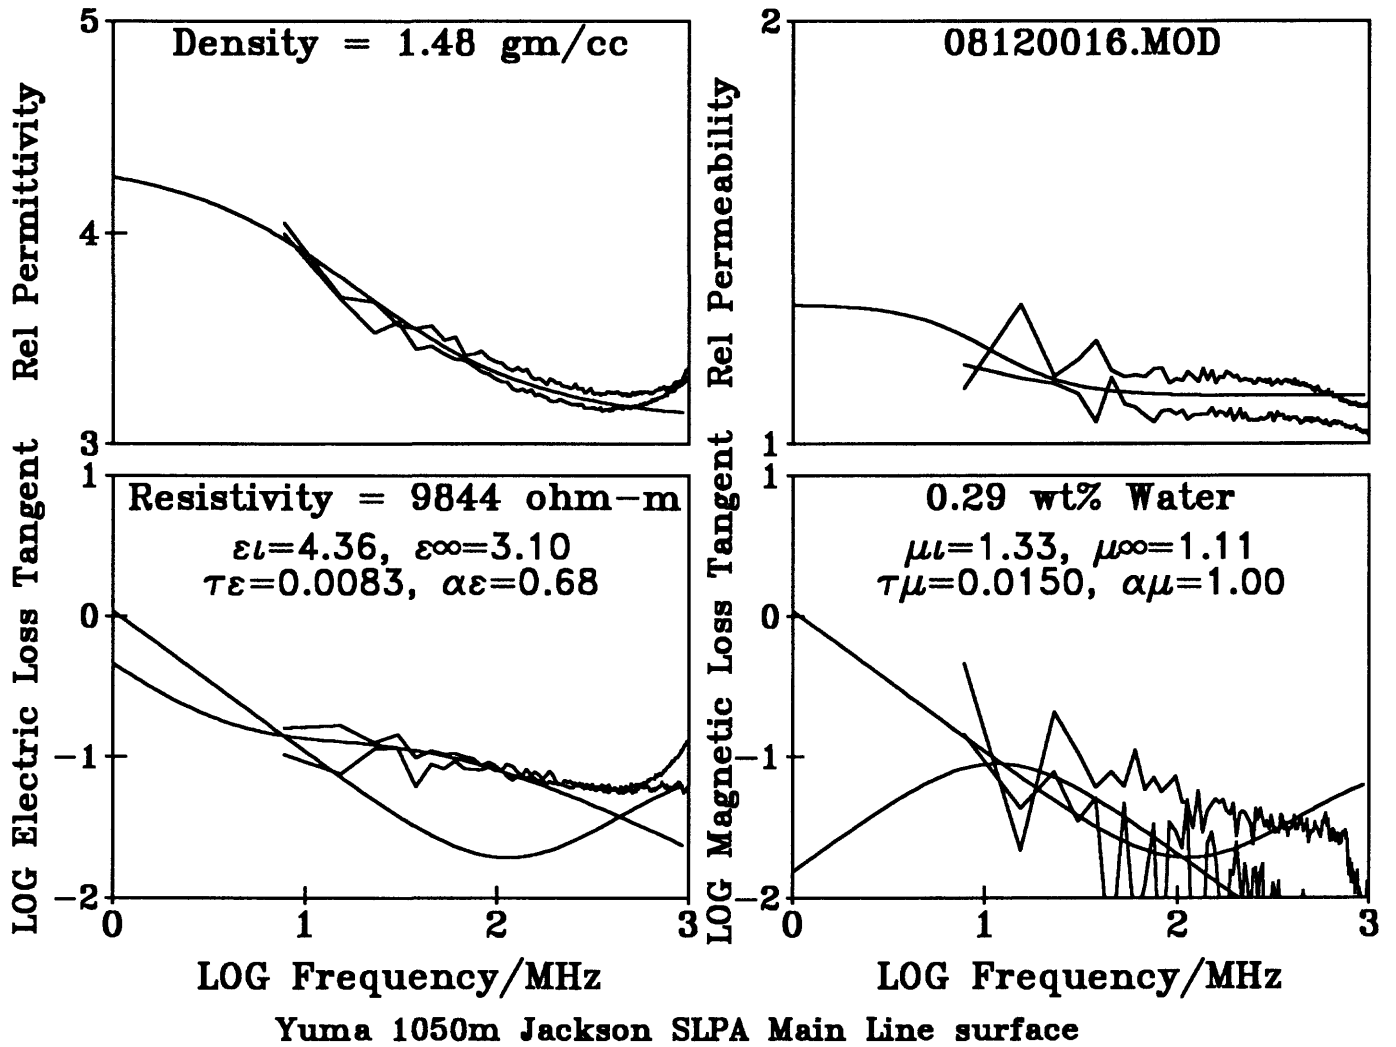 Density = 1.48 gm/cc
08120016.MOD
5
4
3
Rel Permittivity
2
1
Rel Permeability
Resistivity = 9844 ohm-m
ει=4.36, ε∞=3.10
τε=0.0083, αε=0.68
0.29 wt% Water
μι=1.33, μ∞=1.11
τμ=0.0150, αμ=1.00
1
0
-1
-2
LOG Electric Loss Tangent
1
0
-1
-2
LOG Magnetic Loss Tangent
0 1 2 3
0 1 2 3
LOG Frequency/MHz
LOG Frequency/MHz
Yuma 1050m Jackson SLPA Main Line surface